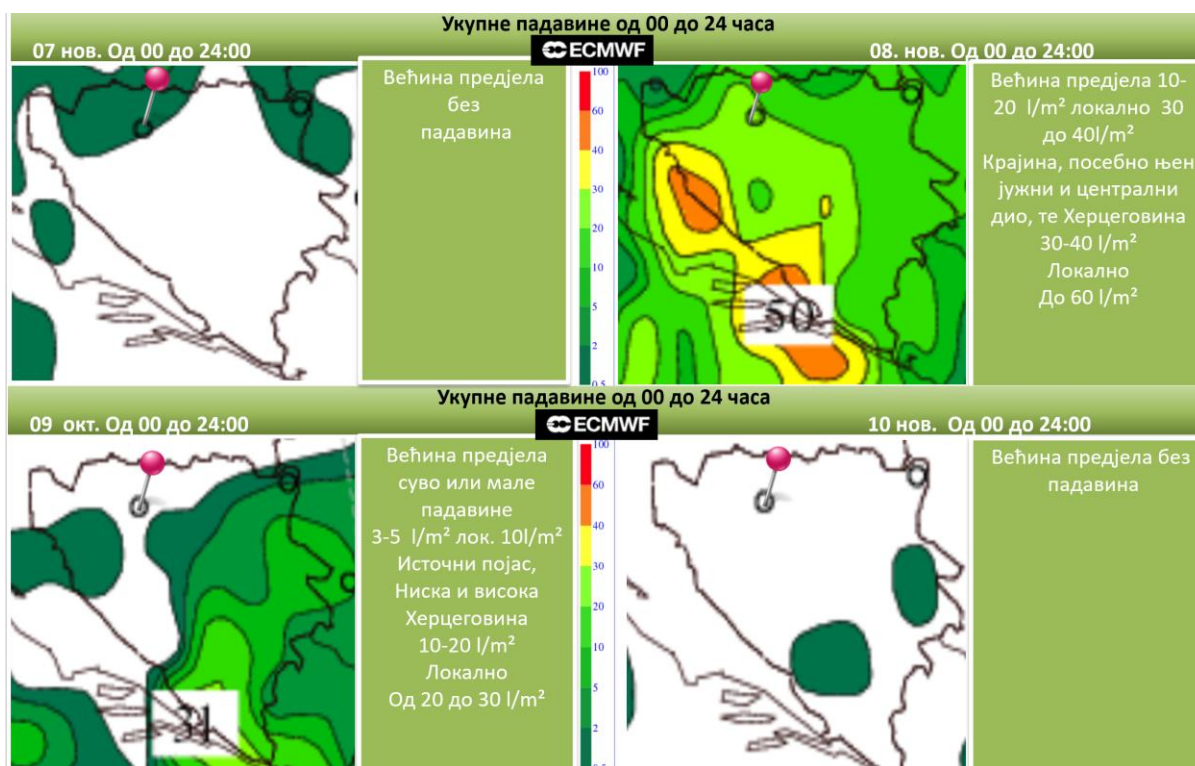 Укупне падавине од 00 до 24 часа
07 нов. Од 00 до 24:00
ECMWF
08. нов. Од 00 до 24:00
Већина предјела
без
падавина
100
60
40
30
20
10
5
2
0.5
50
Већина предјела 10-
20 l/m² локално 30
до 40l/m²
Крајина, посебно њен
јужни и централни
дио, те Херцеговина
30-40 l/m²
Локално
До 60 l/m²
Укупне падавине од 00 до 24 часа
09 окт. Од 00 до 24:00
ECMWF
10 нов. Од 00 до 24:00
31
Већина предјела
суво или мале
падавине
3-5 l/m² лок. 10l/m²
Источни појас,
Ниска и висока
Херцеговина
10-20 l/m²
Локално
Од 20 до 30 l/m²
100
60
40
30
20
10
5
2
Већина предјела без
падавина